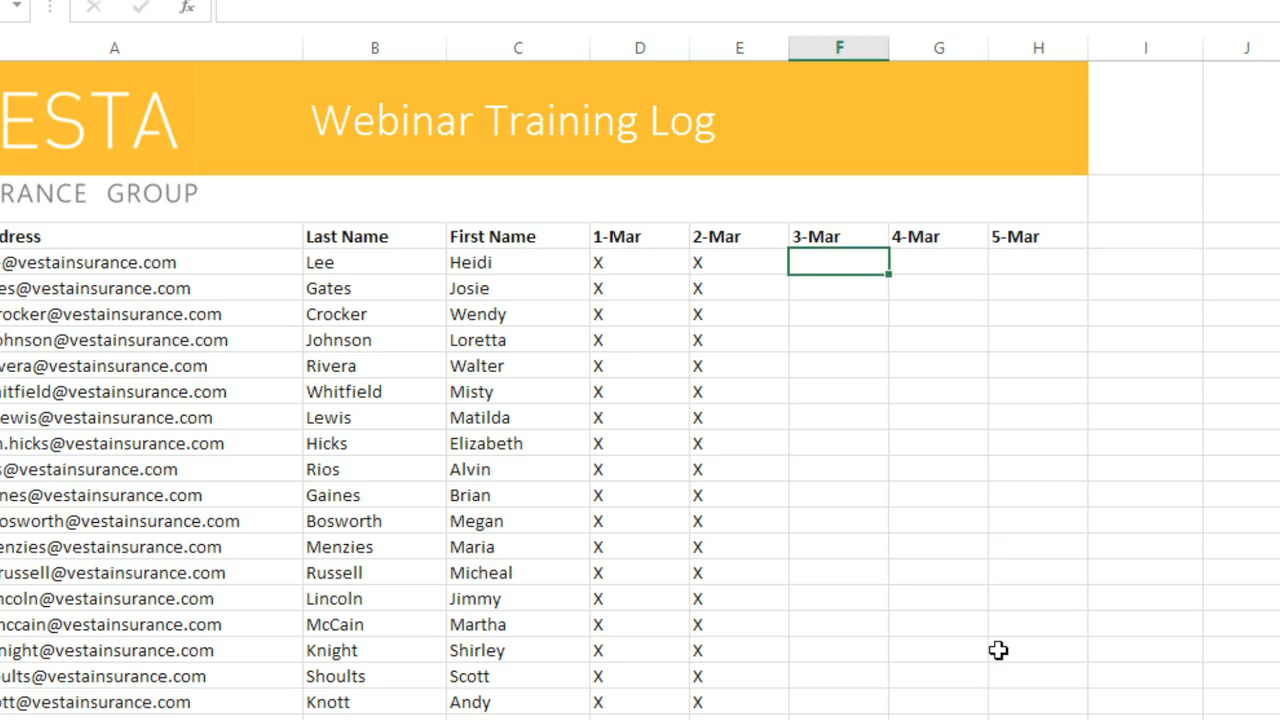 fx
A B C D E F G H I J
ESTA Webinar Training Log
RANCE GROUP
dress Last Name First Name 1-Mar 2-Mar 3-Mar 4-Mar 5-Mar
@vestainsurance.com Lee Heidi X X
es@vestainsurance.com Gates Josie X X
rocker@vestainsurance.com Crocker Wendy X X
ohnson@vestainsurance.com Johnson Loretta X X
vera@vestainsurance.com Rivera Walter X X
hitfield@vestainsurance.com Whitfield Misty X X
ewis@vestainsurance.com Lewis Matilda X X
n.hicks@vestainsurance.com Hicks Elizabeth X X
s@vestainsurance.com Rios Alvin X X
nes@vestainsurance.com Gaines Brian X X
osworth@vestainsurance.com Bosworth Megan X X
enzies@vestainsurance.com Menzies Maria X X
russell@vestainsurance.com Russell Micheal X X
ncoln@vestainsurance.com Lincoln Jimmy X X
mccain@vestainsurance.com McCain Martha X X
night@vestainsurance.com Knight Shirley X X
oults@vestainsurance.com Shoults Scott X X
ott@vestainsurance.com Knott Andy X X